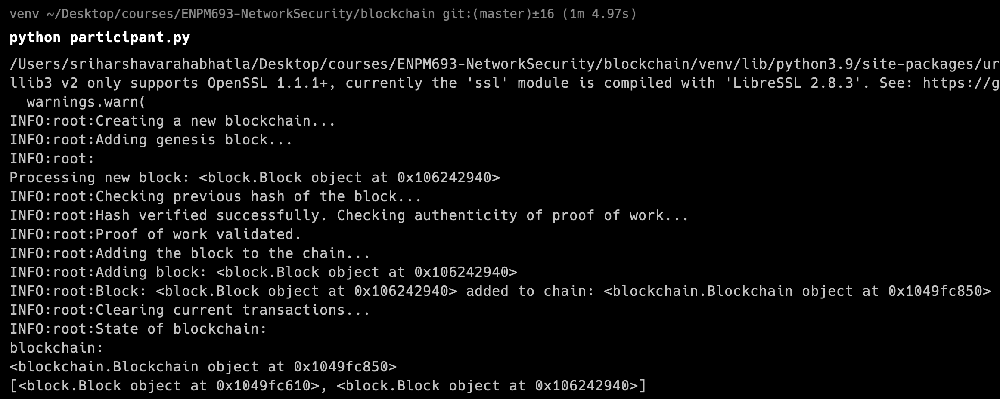 venv ~/Desktop/courses/ENPM693-NetworkSecurity/blockchain git:(master)±16 (1m 4.97s)
python participant.py
/Users/sriharshavarahabhatla/Desktop/courses/ENPM693-NetworkSecurity/blockchain/venv/lib/python3.9/site-packages/ur
llib3 v2 only supports OpenSSL 1.1.1+, currently the 'ssl' module is compiled with 'LibreSSL 2.8.3'. See: https://g
  warnings.warn(
INFO:root:Creating a new blockchain...
INFO:root:Adding genesis block...
INFO:root:
Processing new block: <block.Block object at 0x106242940>
INFO:root:Checking previous hash of the block...
INFO:root:Hash verified successfully. Checking authenticity of proof of work...
INFO:root:Proof of work validated.
INFO:root:Adding the block to the chain...
INFO:root:Adding block: <block.Block object at 0x106242940>
INFO:root:Block: <block.Block object at 0x106242940> added to chain: <blockchain.Blockchain object at 0x1049fc850>
INFO:root:Clearing current transactions...
INFO:root:State of blockchain:
blockchain:
<blockchain.Blockchain object at 0x1049fc850>
[<block.Block object at 0x1049fc610>, <block.Block object at 0x106242940>]